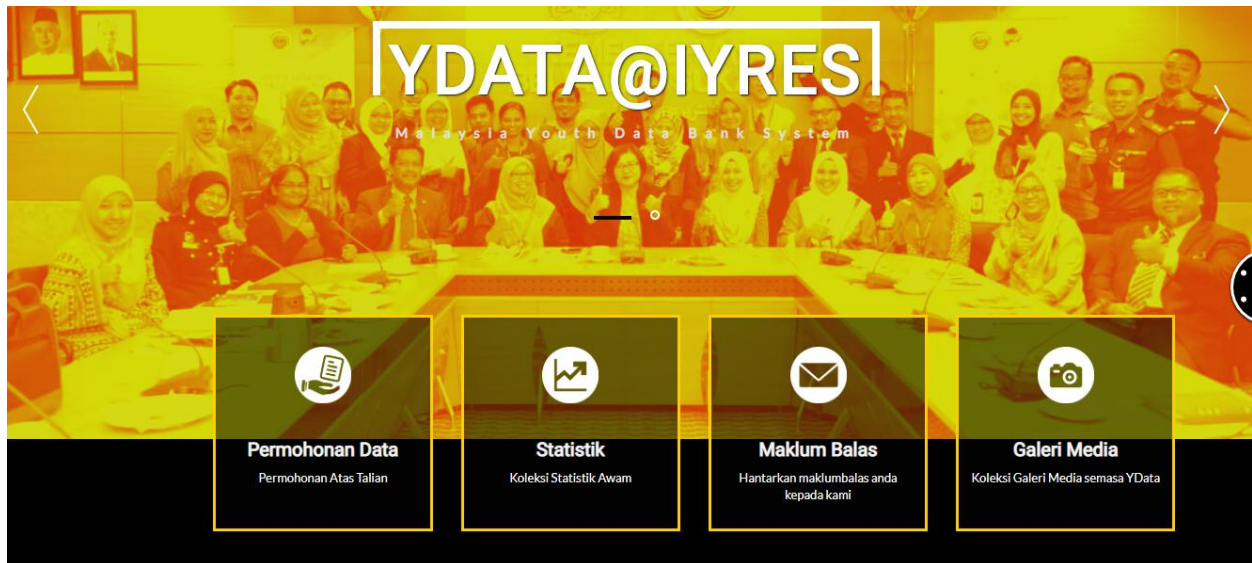 YDATA@IYRES
Malaysia Youth Data Bank System
Permohonan Data
Permohonan Atas Talian
Statistik
Koleksi Statistik Awam
Maklum Balas
Hantarkan maklumbalas anda
kepada kami
Galeri Media
Koleksi Galeri Media semasa YData